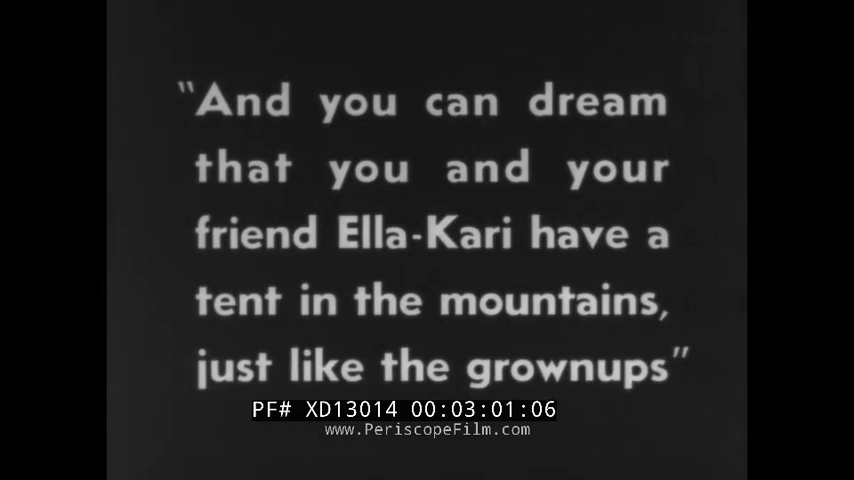 "And you can dream
that you and your
friend Ella-Kari have a
tent in the mountains,
just like the grownups"
PF# XD13014 00:03:01:06
www.PeriscopeFilm.com